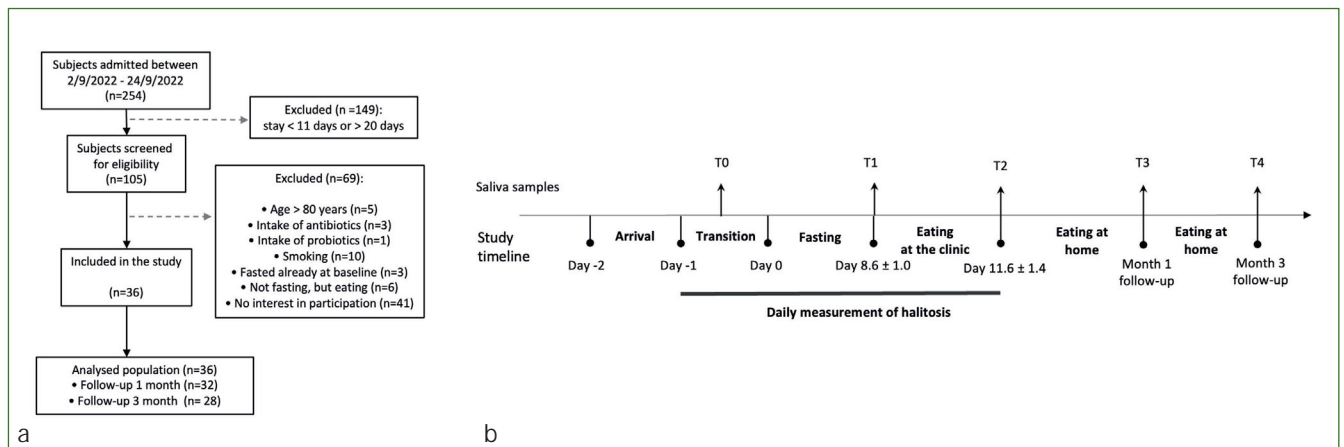 Subjects admitted between
2/9/2022 - 24/9/2022
(n=254)
Excluded (n =149):
stay < 11 days or > 20 days
Subjects screened
for eligibility
(n=105)
Excluded (n=69):
• Age > 80 years (n=5)
• Intake of antibiotics (n=3)
• Intake of probiotics (n=1)
• Smoking (n=10)
• Fasted already at baseline (n=3)
• Not fasting, but eating (n=6)
• No interest in participation (n=41)
Included in the study
(n=36)
Analysed population (n=36)
• Follow-up 1 month (n=32)
• Follow-up 3 month (n= 28)
a
T0
T1
T2
T3
T4
Saliva samples
Study
timeline
Arrival
Transition
Fasting
Eating
at the clinic
Eating at
home
Eating at
home
Day -2
Day -1
Day 0
Day 8.6 ± 1.0
Day 11.6 ± 1.4
Month 1
follow-up
Month 3
follow-up
Daily measurement of halitosis
b